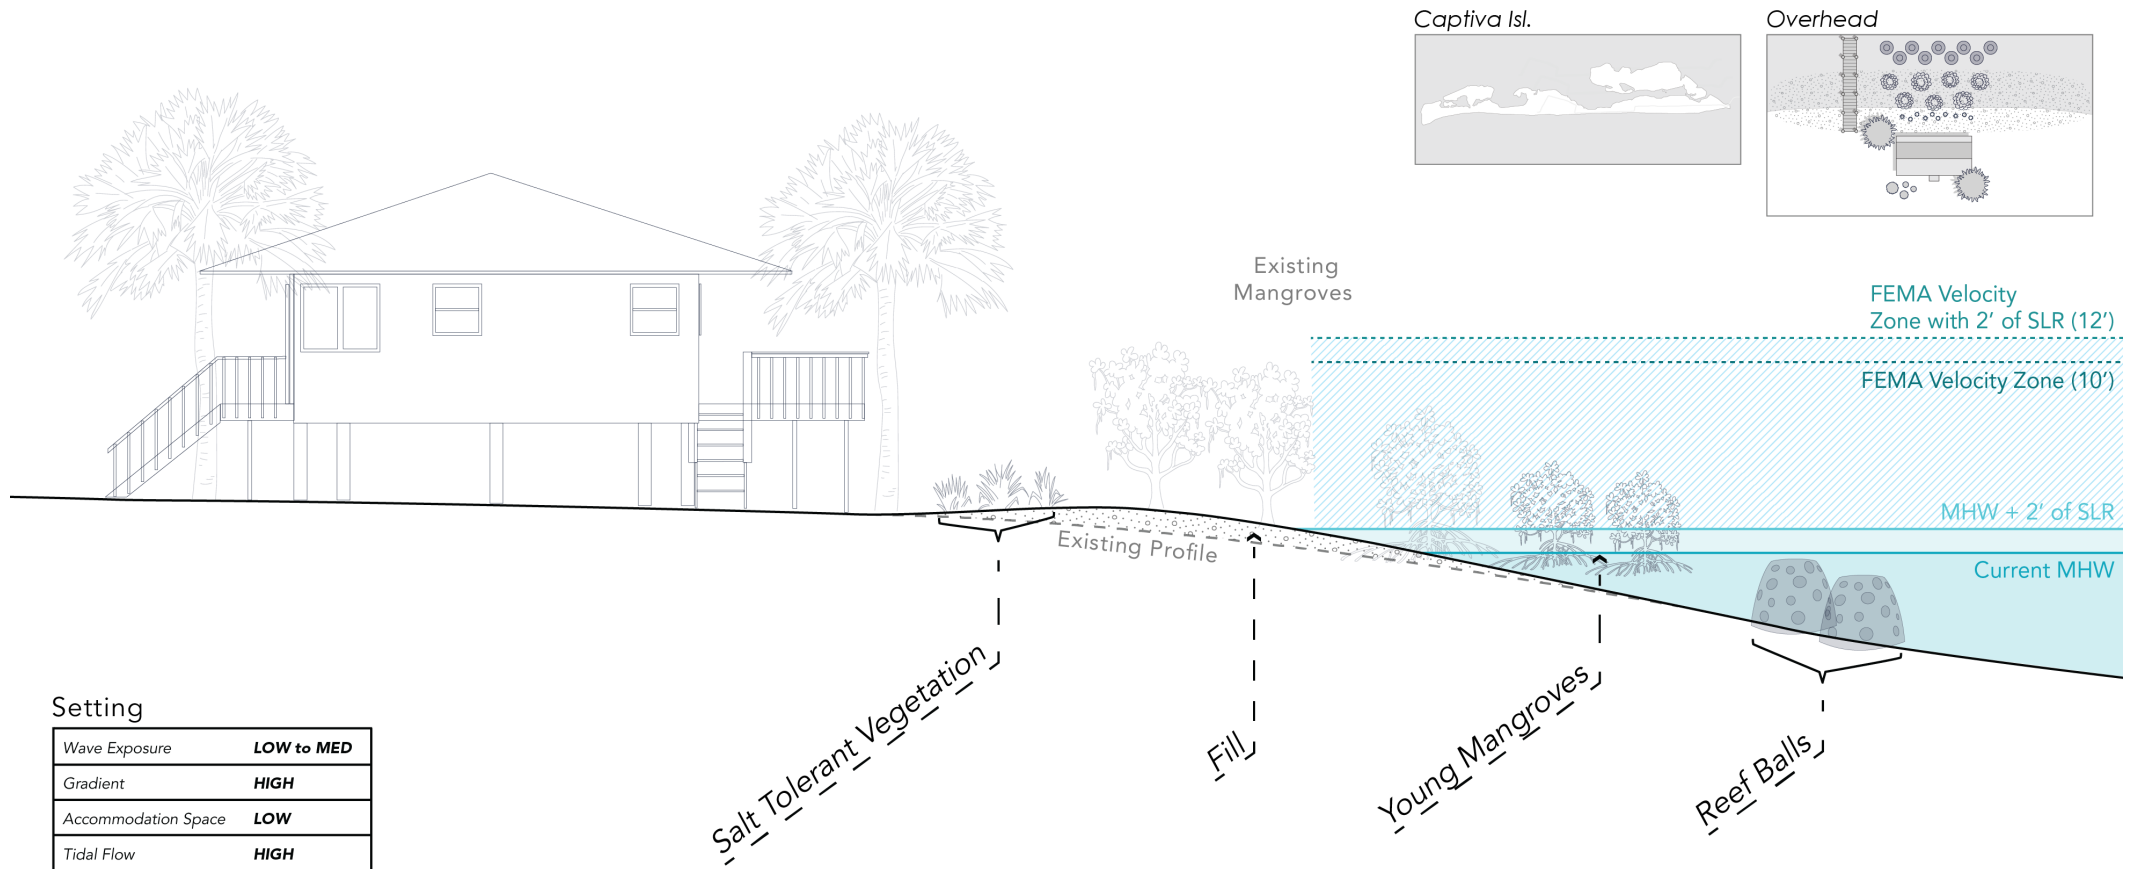 Captiva Isl.
Overhead
Existing
Mangroves
FEMA Velocity
Zone with 2’ of SLR (12’)
FEMA Velocity Zone (10’)
MHW + 2’ of SLR
Existing Profile
Current MHW
Salt Tolerant Vegetation
Fill
Young Mangroves
Reef Balls
Setting
Wave Exposure LOW to MED
Gradient HIGH
Accommodation Space LOW
Tidal Flow HIGH